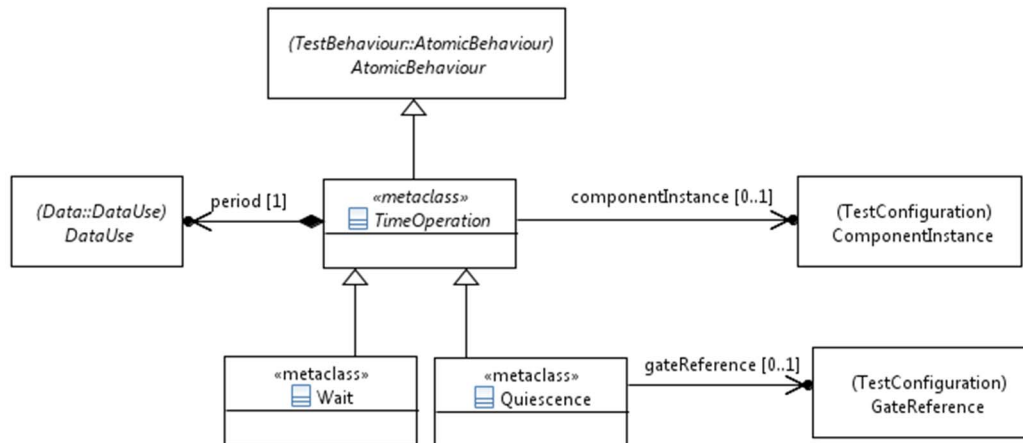 (TestBehaviour::AtomicBehaviour)
AtomicBehaviour
(Data::DataUse)
DataUse
period [1]
«metaclass»
TimeOperation
componentInstance [0..1]
(TestConfiguration)
ComponentInstance
«metaclass»
Wait
«metaclass»
Quiescence
gateReference [0..1]
(TestConfiguration)
GateReference